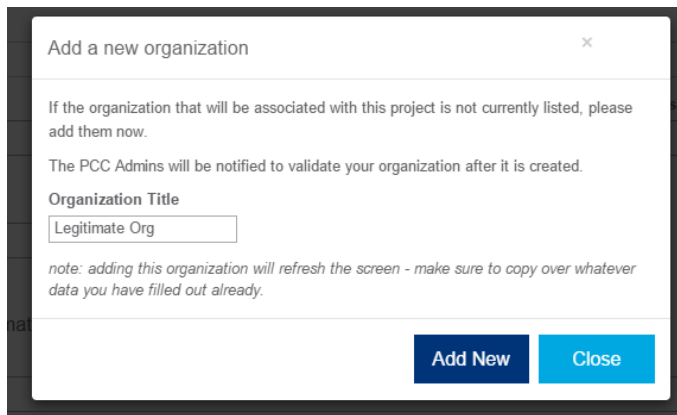 Add a new organization
×
If the organization that will be associated with this project is not currently listed, please
add them now.
The PCC Admins will be notified to validate your organization after it is created.
Organization Title
Legitimate Org
note: adding this organization will refresh the screen - make sure to copy over whatever
data you have filled out already.
Add New
Close